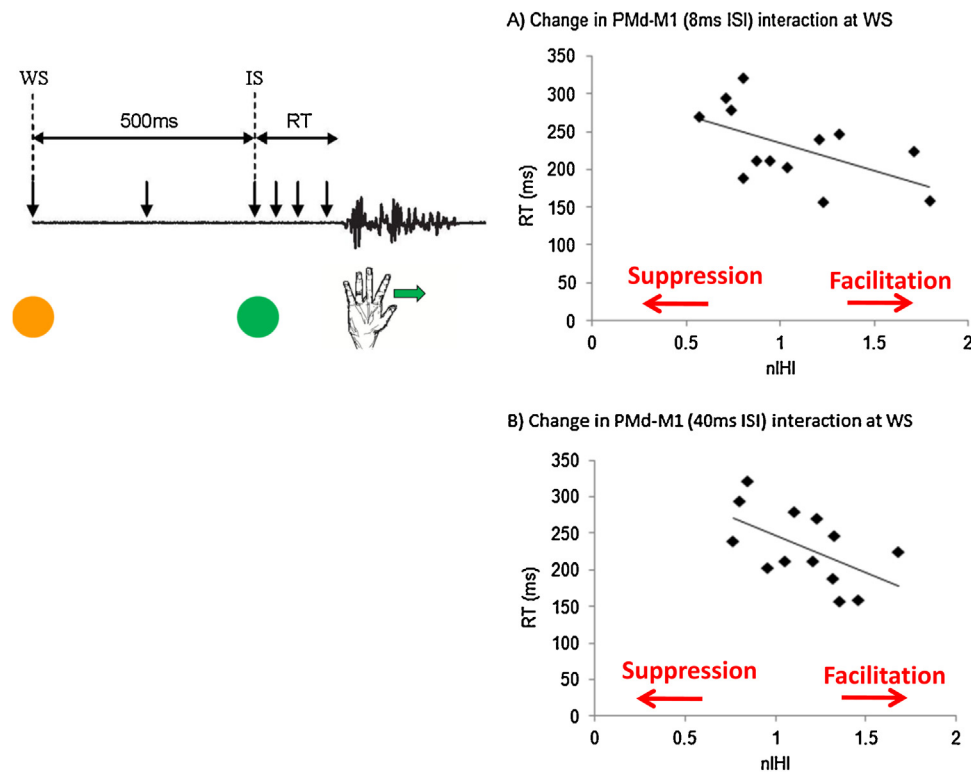 WS
IS
500ms
RT
A) Change in PMd-M1 (8ms ISI) interaction at WS
350
300
250
200
150
100
50
0
RT (ms)
Suppression
Facilitation
0
0.5
1
1.5
2
nIHI
B) Change in PMd-M1 (40ms ISI) interaction at WS
350
300
250
200
150
100
50
0
RT (ms)
Suppression
Facilitation
0
0.5
1
1.5
2
nIHI